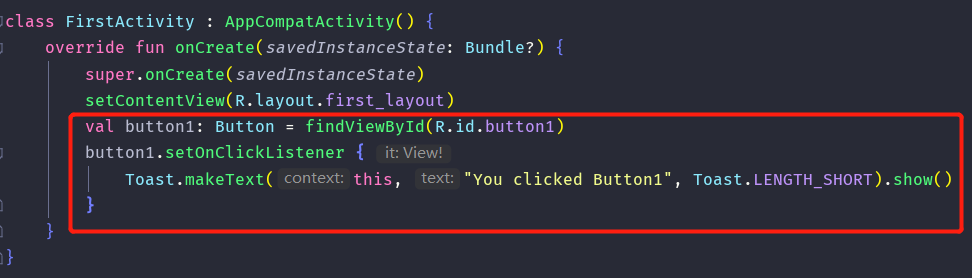 class FirstActivity : AppCompatActivity() {
    override fun onCreate(savedInstanceState: Bundle?) {
        super.onCreate(savedInstanceState)
        setContentView(R.layout.first_layout)
        val button1: Button = findViewById(R.id.button1)
        button1.setOnClickListener { it: View!
            Toast.makeText( context: this, text: "You clicked Button1", Toast.LENGTH_SHORT).show()
        }
    }
}